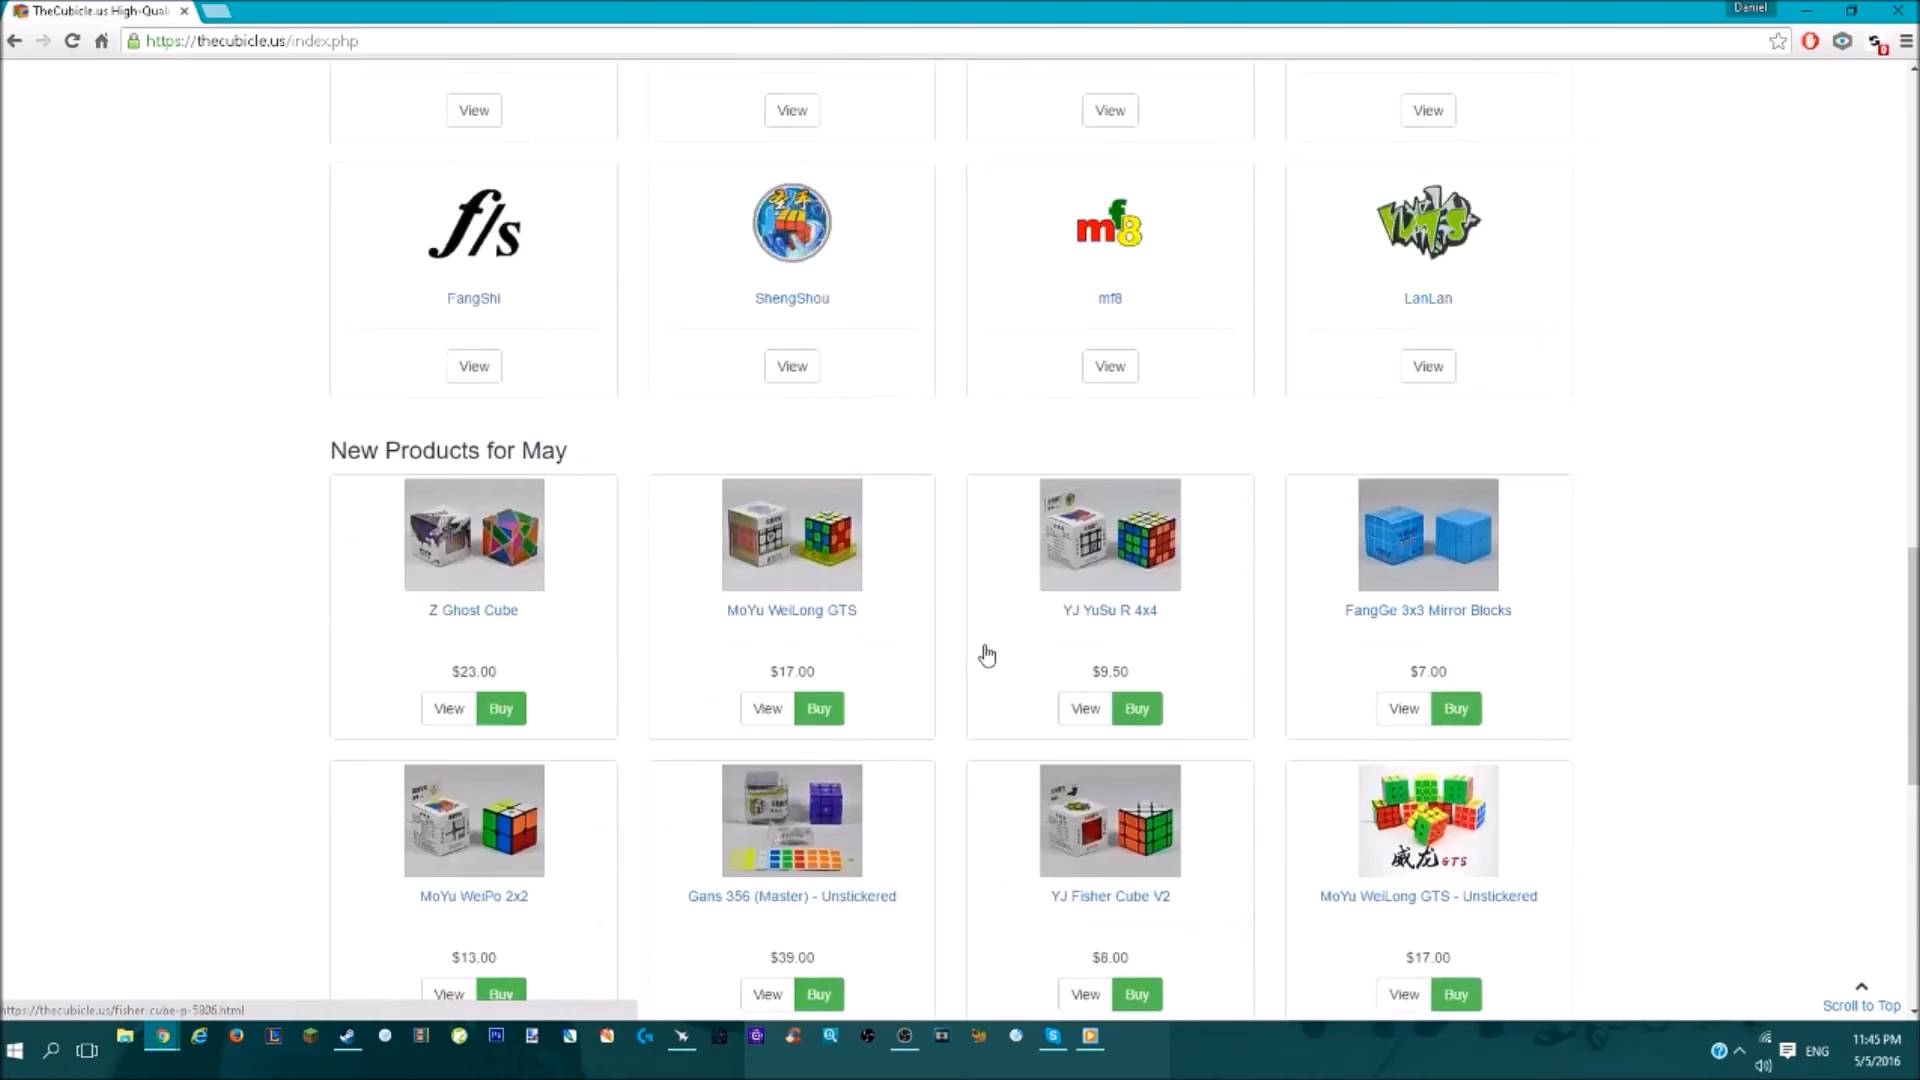 TheCubicle.us High-Quali
Daniel
https://thecubicle.us/index.php
View View View View
f/s mf8
FangShi ShengShou mf8 LanLan
View View View View
New Products for May
Z Ghost Cube MoYu WeiLong GTS YJ YuSu R 4x4 FangGe 3x3 Mirror Blocks
$23.00 $17.00 $9.50 $7.00
View Buy View Buy View Buy View Buy
威龙 GTS
MoYu WeiPo 2x2 Gans 356 (Master) - Unstickered YJ Fisher Cube V2 MoYu WeiLong GTS - Unstickered
$13.00 $39.00 $8.00 $17.00
View Buy View Buy View Buy View Buy
Scroll to Top
https://thecubicle.us/fisher-cube-p-5806.html
11:45 PM
ENG
5/5/2016